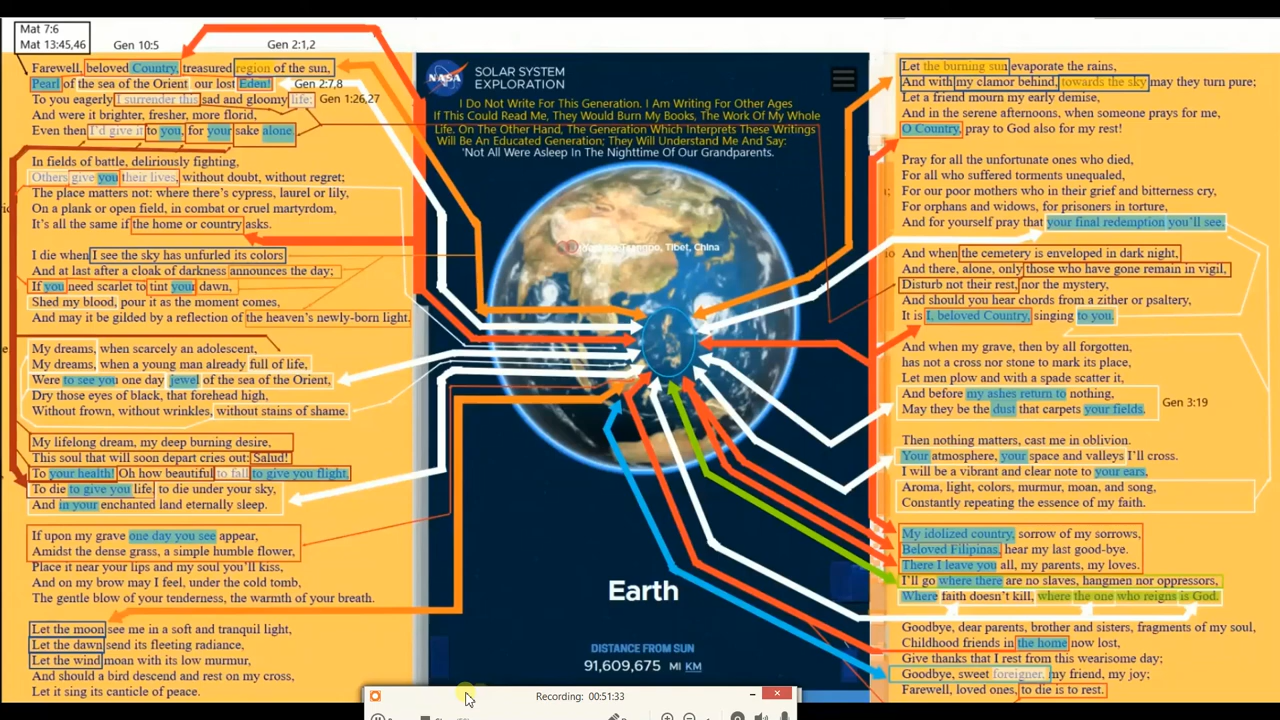 Mat 7:6
Mat 13:45,46
Gen 10:5
Gen 2:1,2
Farewell, beloved Country, treasured region of the sun,
Pearl of the sea of the Orient our lost Eden!
Gen 2:7,8
To you eagerly I surrender this sad and gloomy life;
Gen 1:26,27
And were it brighter, fresher, more florid,
Even then I'd give it to you, for your sake alone.
In fields of battle, deliriously fighting,
Others give you their lives, without doubt, without regret;
The place matters not: where there's cypress, laurel or lily,
On a plank or open field, in combat or cruel martyrdom,
It's all the same if the home or country asks.
I die when I see the sky has unfurled its colors
And at last after a cloak of darkness announces the day;
If you need scarlet to tint your dawn,
Shed my blood, pour it as the moment comes,
And may it be gilded by a reflection of the heaven's newly-born light.
My dreams, when scarcely an adolescent,
My dreams, when a young man already full of life,
Were to see you one day jewel of the sea of the Orient,
Dry those eyes of black, that forehead high,
Without frown, without wrinkles, without stains of shame.
My lifelong dream, my deep burning desire,
This soul that will soon depart cries out: Salud!
To your health! Oh how beautiful to fall to give you flight,
To die to give you life, to die under your sky,
And in your enchanted land eternally sleep.
If upon my grave one day you see appear,
Amidst the dense grass, a simple humble flower,
Place it near your lips and my soul you'll kiss,
And on my brow may I feel, under the cold tomb,
The gentle blow of your tenderness, the warmth of your breath.
Let the moon see me in a soft and tranquil light,
Let the dawn send its fleeting radiance,
Let the wind moan with its low murmur,
And should a bird descend and rest on my cross,
Let it sing its canticle of peace.
NASA
SOLAR SYSTEM
EXPLORATION
I Do Not Write For This Generation. I Am Writing For Other Ages
If This Could Read Me, They Would Burn My Books, The Work Of My Whole
Life. On The Other Hand, The Generation Which Interprets These Writings
Will Be An Educated Generation; They Will Understand Me And Say:
'Not All Were Asleep In The Nighttime Of Our Grandparents.
Tsangpo, Tibet, China
Earth
DISTANCE FROM SUN
91,609,675 MI KM
Recording: 00:51:33
Let the burning sun evaporate the rains,
And with my clamor behind, towards the sky may they turn pure;
Let a friend mourn my early demise,
And in the serene afternoons, when someone prays for me,
O Country, pray to God also for my rest!
Pray for all the unfortunate ones who died,
For all who suffered torments unequaled,
For our poor mothers who in their grief and bitterness cry,
For orphans and widows, for prisoners in torture,
And for yourself pray that your final redemption you'll see.
And when the cemetery is enveloped in dark night,
And there, alone, only those who have gone remain in vigil,
Disturb not their rest, nor the mystery,
And should you hear chords from a zither or psaltery,
It is I, beloved Country, singing to you.
And when my grave, then by all forgotten,
has not a cross nor stone to mark its place,
Let men plow and with a spade scatter it,
And before my ashes return to nothing,
May they be the dust that carpets your fields.
Gen 3:19
Then nothing matters, cast me in oblivion.
Your atmosphere, your space and valleys I'll cross.
I will be a vibrant and clear note to your ears,
Aroma, light, colors, murmur, moan, and song,
Constantly repeating the essence of my faith.
My idolized country, sorrow of my sorrows,
Beloved Filipinas, hear my last good-bye.
There I leave you all, my parents, my loves.
I'll go where there are no slaves, hangmen nor oppressors,
Where faith doesn't kill, where the one who reigns is God.
Goodbye, dear parents, brother and sisters, fragments of my soul,
Childhood friends in the home now lost,
Give thanks that I rest from this wearisome day;
Goodbye, sweet foreigner, my friend, my joy;
Farewell, loved ones, to die is to rest.